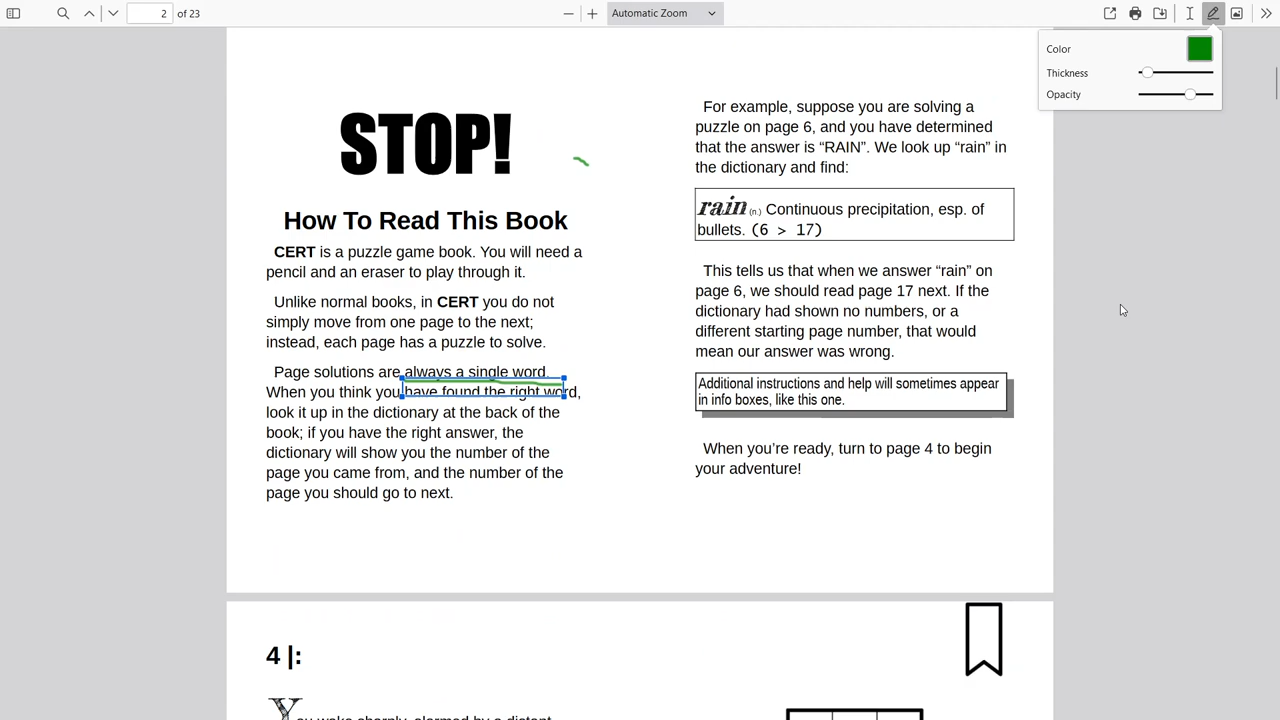 2
of 23
Automatic Zoom
Color
Thickness
Opacity
STOP!
How To Read This Book
CERT is a puzzle game book. You will need a
pencil and an eraser to play through it.
Unlike normal books, in CERT you do not
simply move from one page to the next;
instead, each page has a puzzle to solve.
Page solutions are always a single word.
When you think you have found the right word,
look it up in the dictionary at the back of the
book; if you have the right answer, the
dictionary will show you the number of the
page you came from, and the number of the
page you should go to next.
For example, suppose you are solving a
puzzle on page 6, and you have determined
that the answer is “RAIN”. We look up “rain” in
the dictionary and find:
rain (n.) Continuous precipitation, esp. of
bullets. (6 > 17)
This tells us that when we answer “rain” on
page 6, we should read page 17 next. If the
dictionary had shown no numbers, or a
different starting page number, that would
mean our answer was wrong.
Additional instructions and help will sometimes appear
in info boxes, like this one.
When you’re ready, turn to page 4 to begin
your adventure!
4 |:
You wake sharply, alarmed by a distant